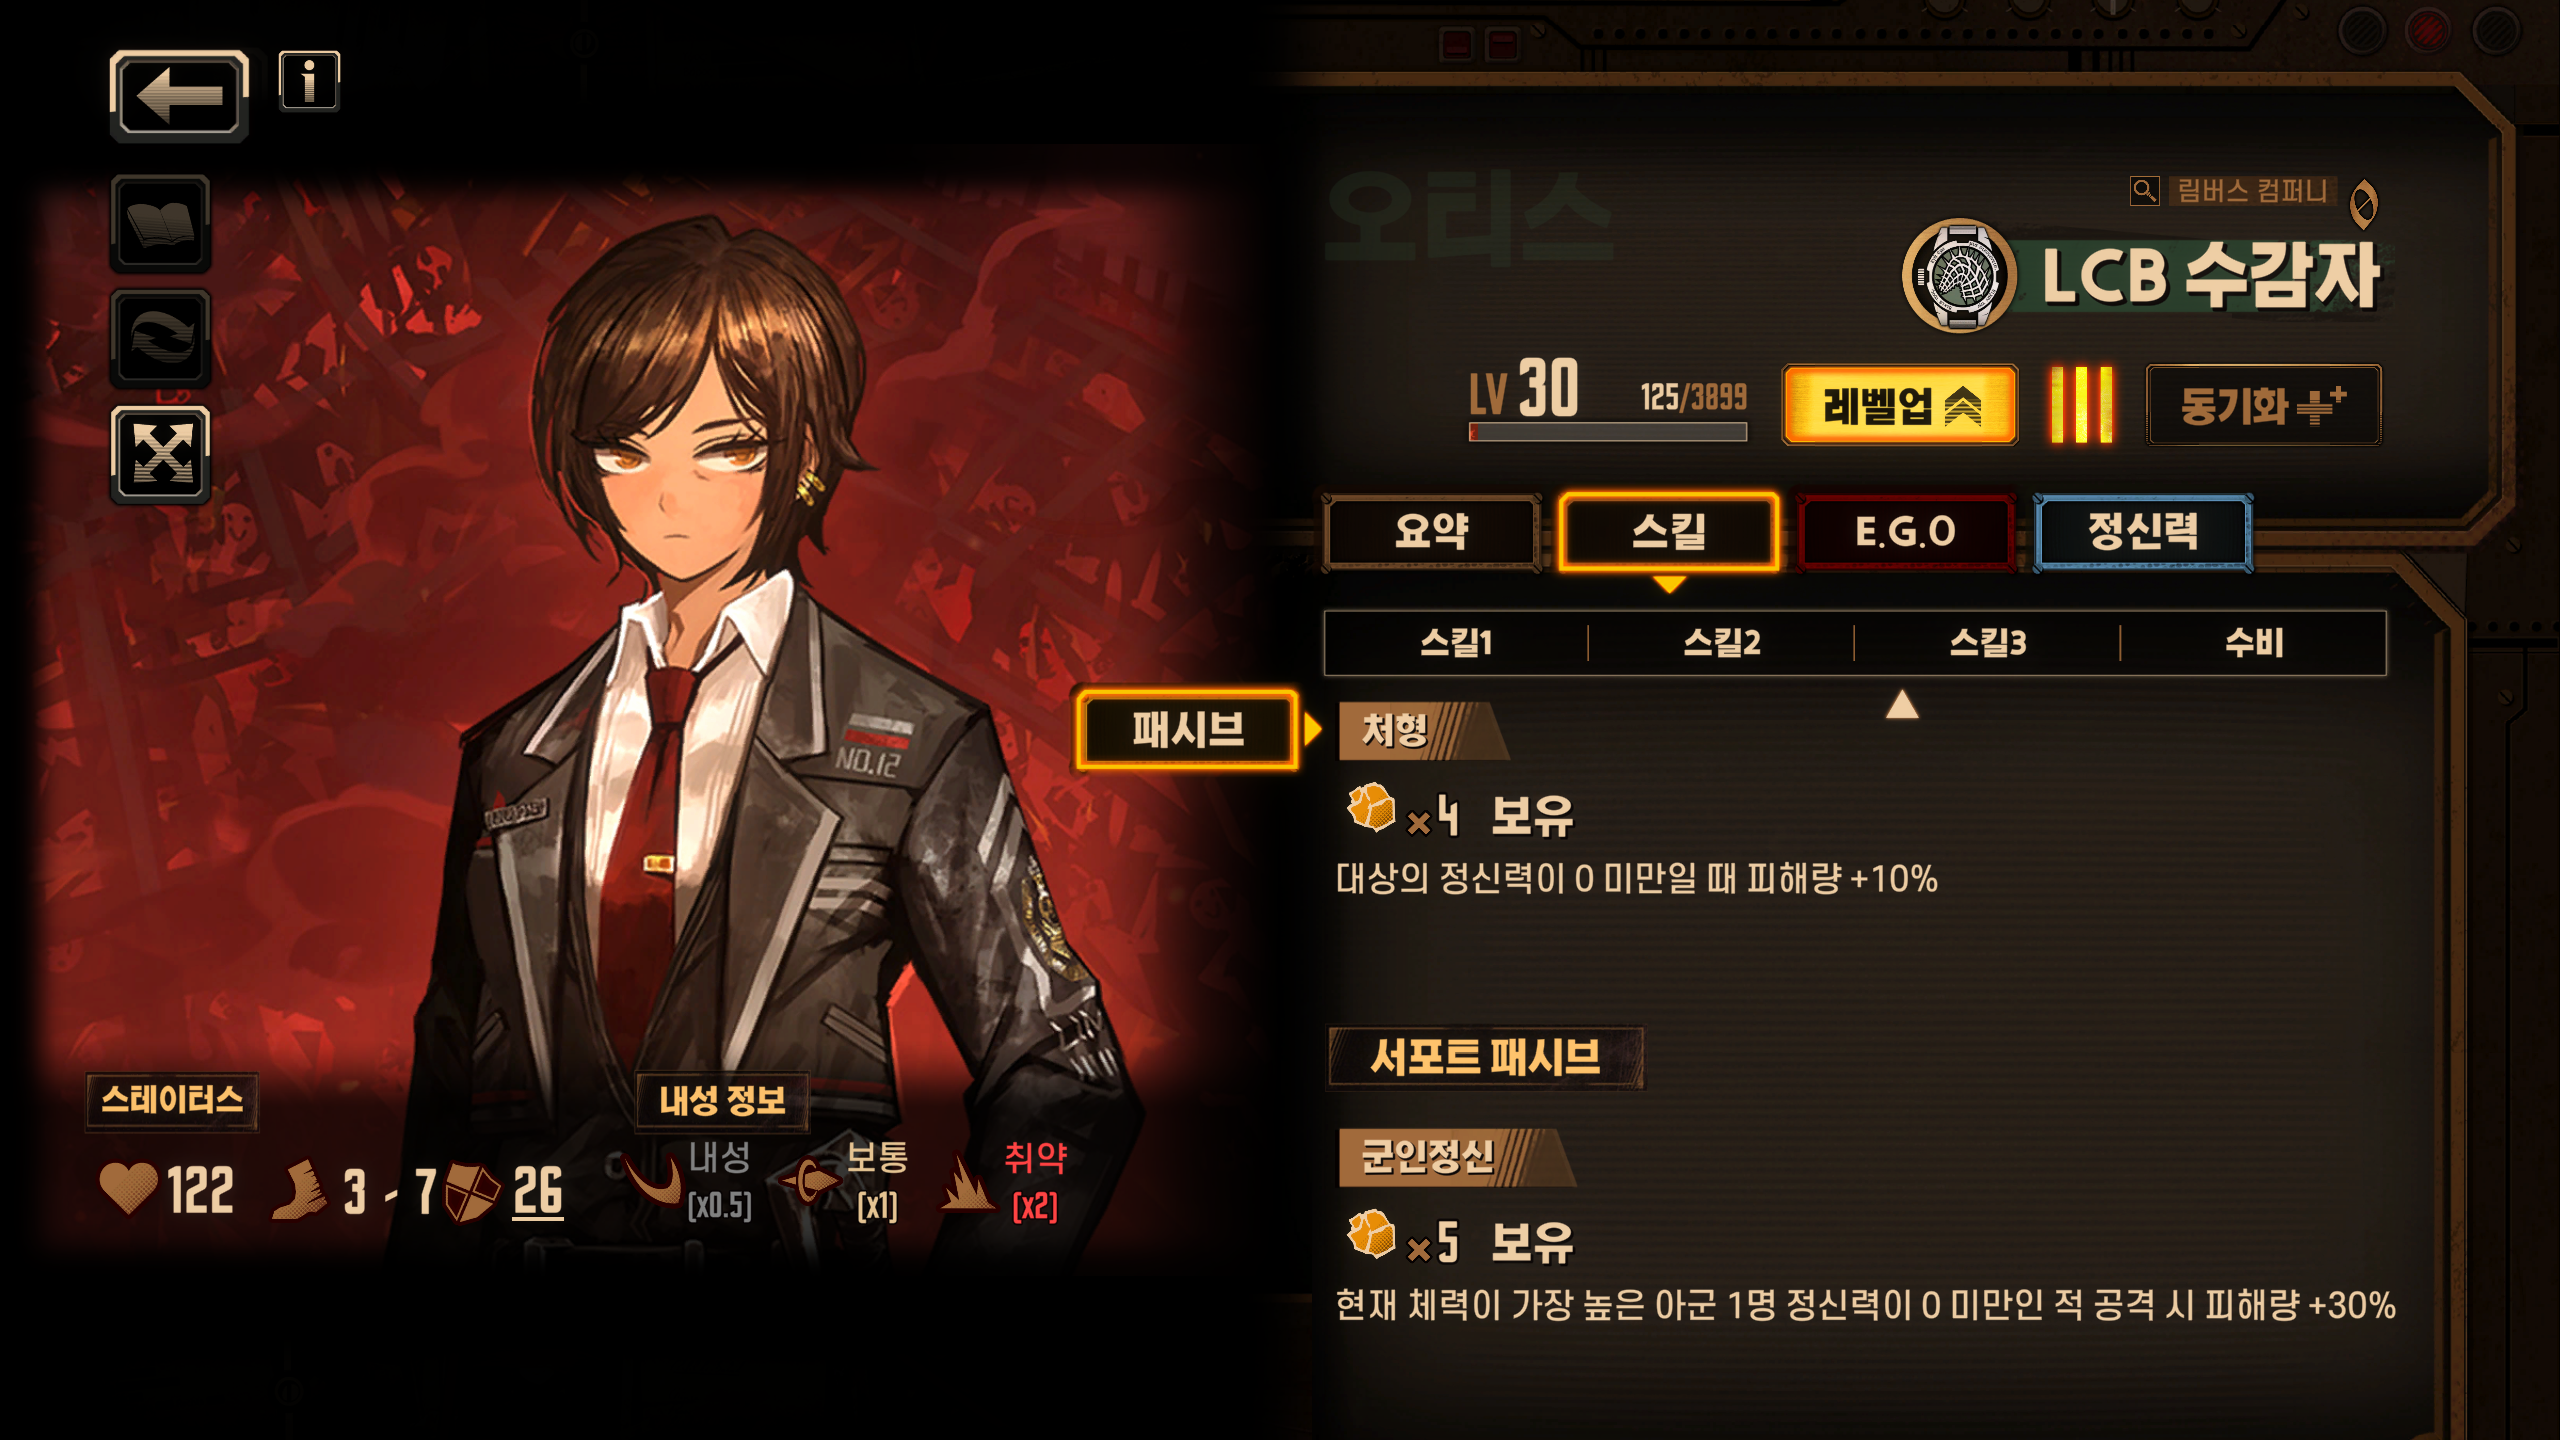 오티스
림버스 컴퍼니
LCB 수감자
LV 30
125/3899
레벨업
동기화
요약
스킬
E.G.O
정신력
스킬1
스킬2
스킬3
수비
패시브
처형
×4 보유
대상의 정신력이 0 미만일 때 피해량 +10%
서포트 패시브
군인정신
×5 보유
현재 체력이 가장 높은 아군 1명 정신력이 0 미만인 적 공격 시 피해량 +30%
NO.12
스테이터스
122
3 - 7
26
내성 정보
내성
[x0.5]
보통
[x1]
취약
[x2]